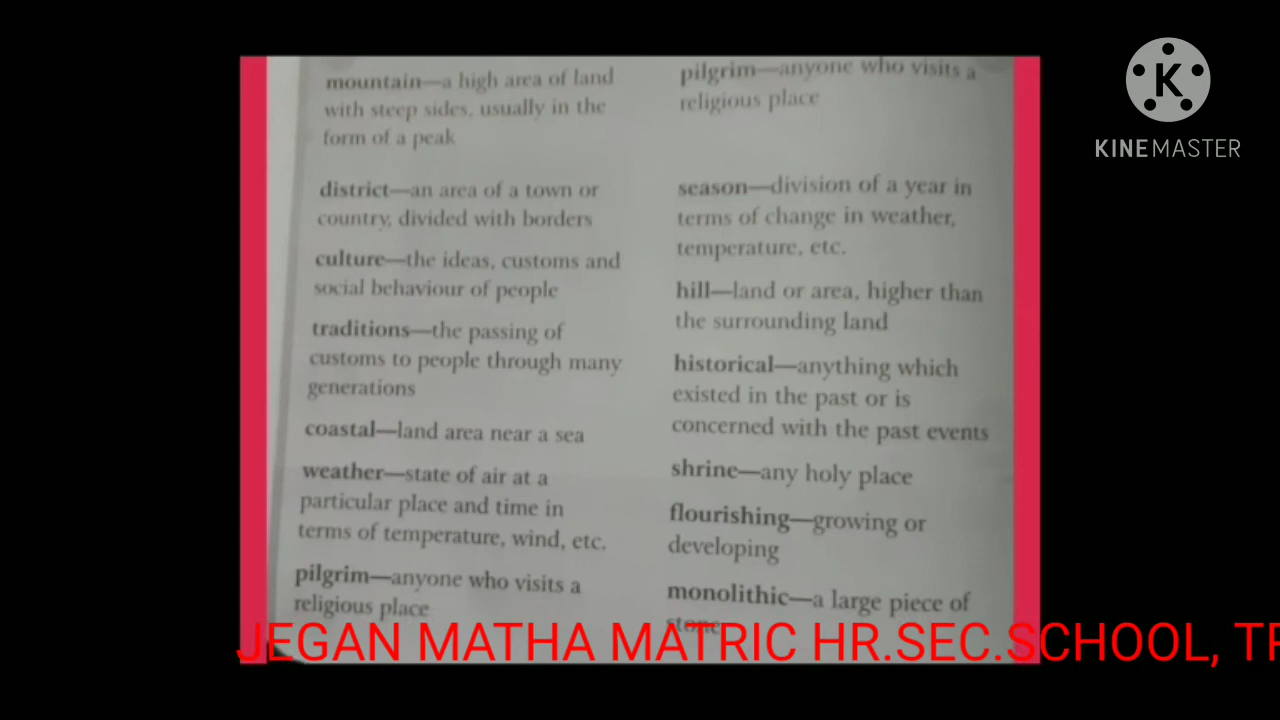 mountain—a high area of land
with steep sides, usually in the
form of a peak
district—an area of a town or
country, divided with borders
culture—the ideas, customs and
social behaviour of people
traditions—the passing of
customs to people through many
generations
coastal—land area near a sea
weather—state of air at a
particular place and time in
terms of temperature, wind, etc.
pilgrim—anyone who visits a
religious place
pilgrim—anyone who visits a
religious place
season—division of a year in
terms of change in weather,
temperature, etc.
hill—land or area, higher than
the surrounding land
historical—anything which
existed in the past or is
concerned with the past events
shrine—any holy place
flourishing—growing or
developing
monolithic—a large piece of
stone
JEGAN MATHA MATRIC HR.SEC.SCHOOL,
K
KINEMASTER